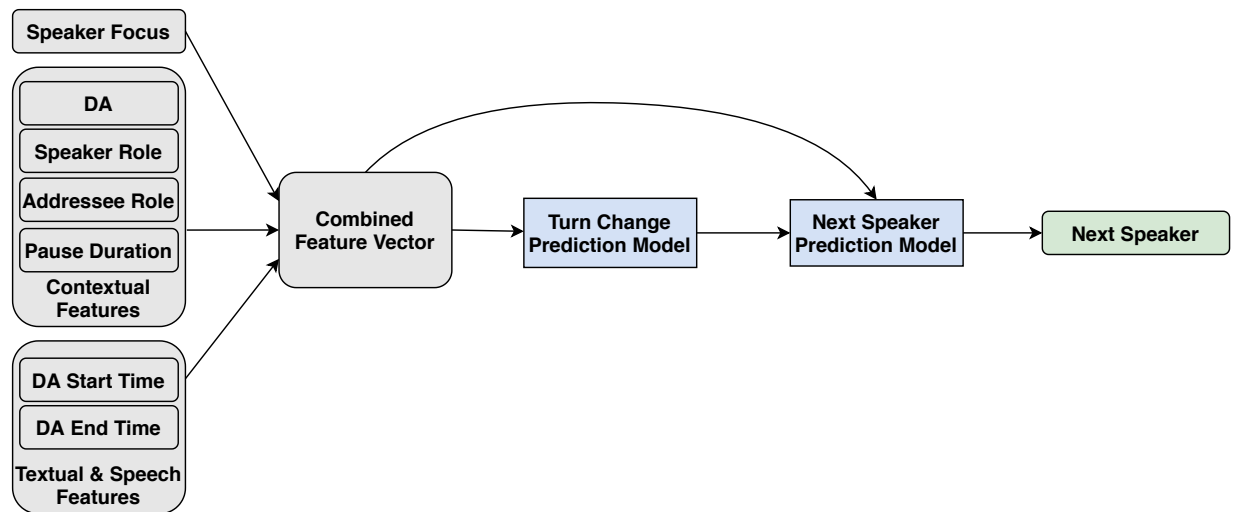 Speaker Focus
DA
Speaker Role
Addressee Role
Pause Duration
Contextual
Features
DA Start Time
DA End Time
Textual & Speech
Features
Combined
Feature Vector
Turn Change
Prediction Model
Next Speaker
Prediction Model
Next Speaker